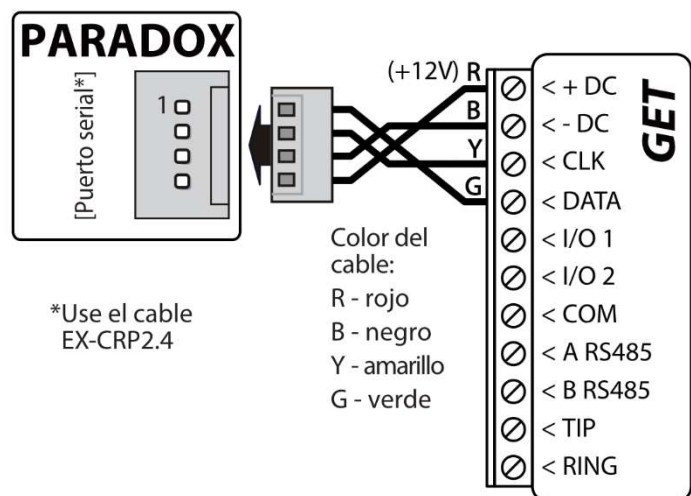 PARADOX
[Puerto serial*]
1
*Use el cable
EX-CRP2.4
(+12V) R
B
Y
G
Color del
cable:
R - rojo
B - negro
Y - amarillo
G - verde
GET
< + DC
< - DC
< CLK
< DATA
< I/O 1
< I/O 2
< COM
< A RS485
< B RS485
< TIP
< RING